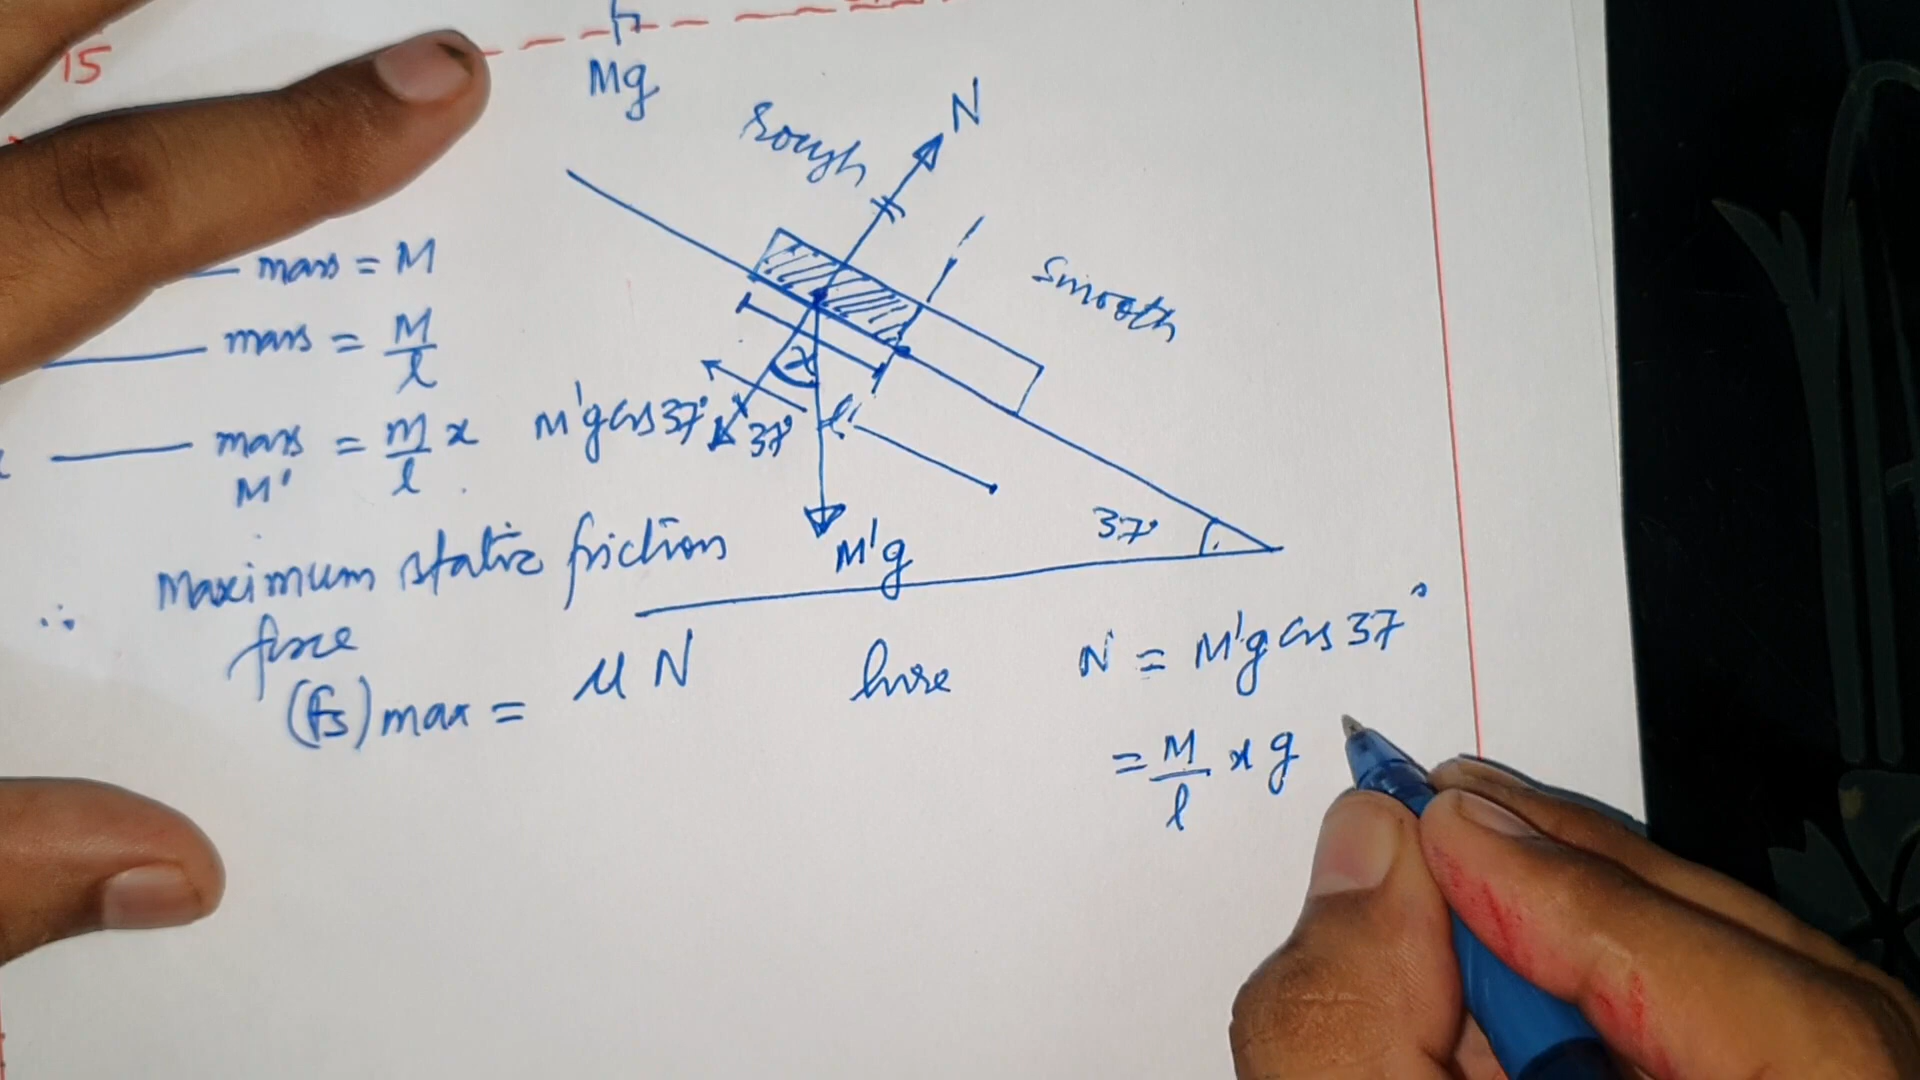 15
Mg
N
rough
smooth
mass = M
mass = M/l
mass = m/l x
M'
M'g cos 37°
37°
x
l
M'g
37°
∴ Maximum static friction
force
(fs)max = μN here N = M'g cos 37°
= M/l x g